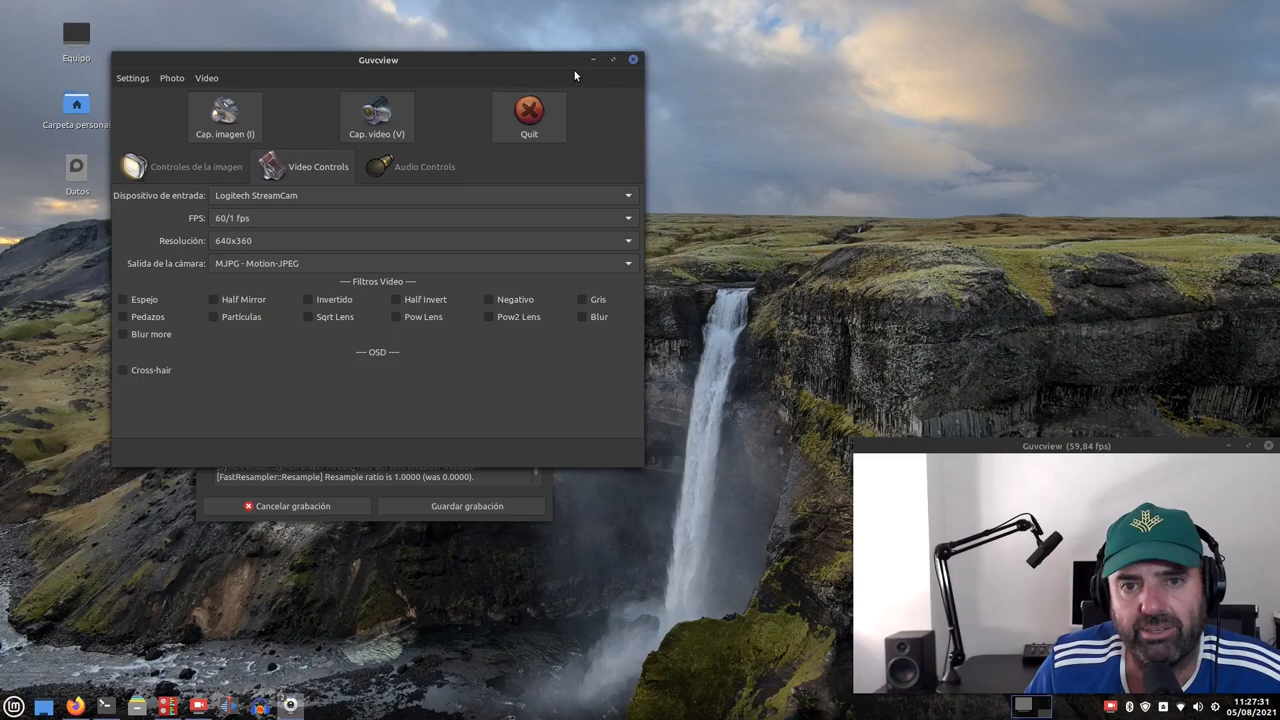 Equipo
Carpeta personal
Datos
Guvcview
Settings Photo Video
Cap. imagen (I) Cap. video (V) Quit
Controles de la imagen Video Controls Audio Controls
Dispositivo de entrada: Logitech StreamCam
FPS: 60/1 fps
Resolución: 640x360
Salida de la cámara: MJPG - Motion-JPEG
---- Filtros Video ----
Espejo Half Mirror Invertido Half Invert Negativo Gris
Pedazos Partículas Sqrt Lens Pow Lens Pow2 Lens Blur
Blur more
---- OSD ----
Cross-hair
[FastResampler::Resample] Resample ratio is 1.0000 (was 0.0000).
Cancelar grabación Guardar grabación
Guvcview (59,84 fps)
11:27:31
05/08/2021